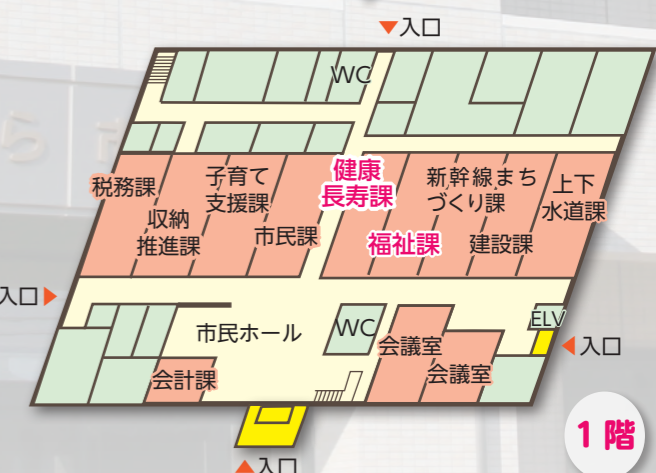 ▼入口
WC
税務課
収納
推進課
子育て
支援課
市民課
健康
長寿課
福祉課
新幹線まち
づくり課
建設課
上下
水道課
入口▶
市民ホール
WC
会議室
会議室
ELV
◀入口
会計課
▲入口
1階